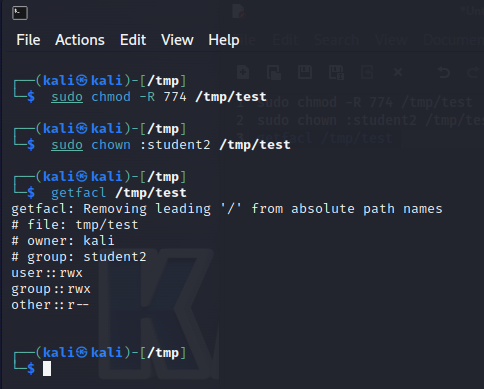 File Actions Edit View Help
┌──(kali㉿kali)-[/tmp]
└─$ sudo chmod -R 774 /tmp/test
┌──(kali㉿kali)-[/tmp]
└─$ sudo chown :student2 /tmp/test
┌──(kali㉿kali)-[/tmp]
└─$ getfacl /tmp/test
getfacl: Removing leading '/' from absolute path names
# file: tmp/test
# owner: kali
# group: student2
user::rwx
group::rwx
other::r--
┌──(kali㉿kali)-[/tmp]
└─$